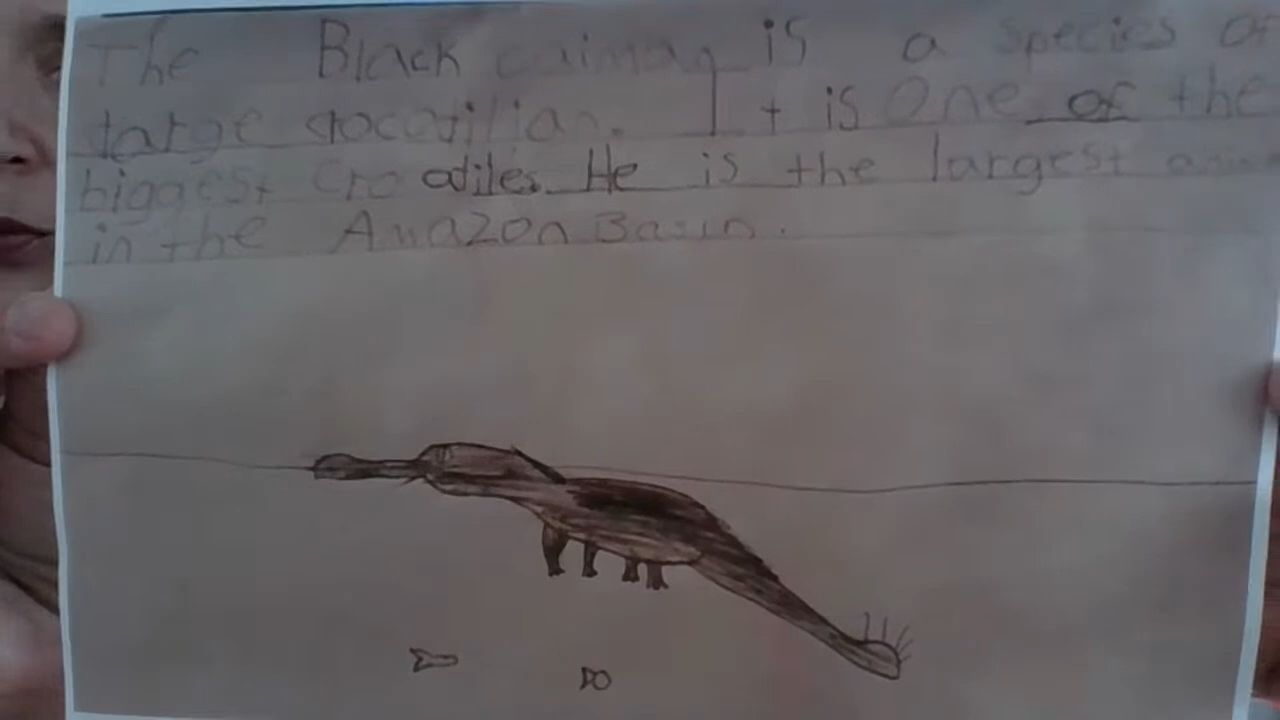 The Black caiman is a species of
large crocodilian. It is One of the
biggest Crocodiles. He is the largest
in the Amazon Basin.